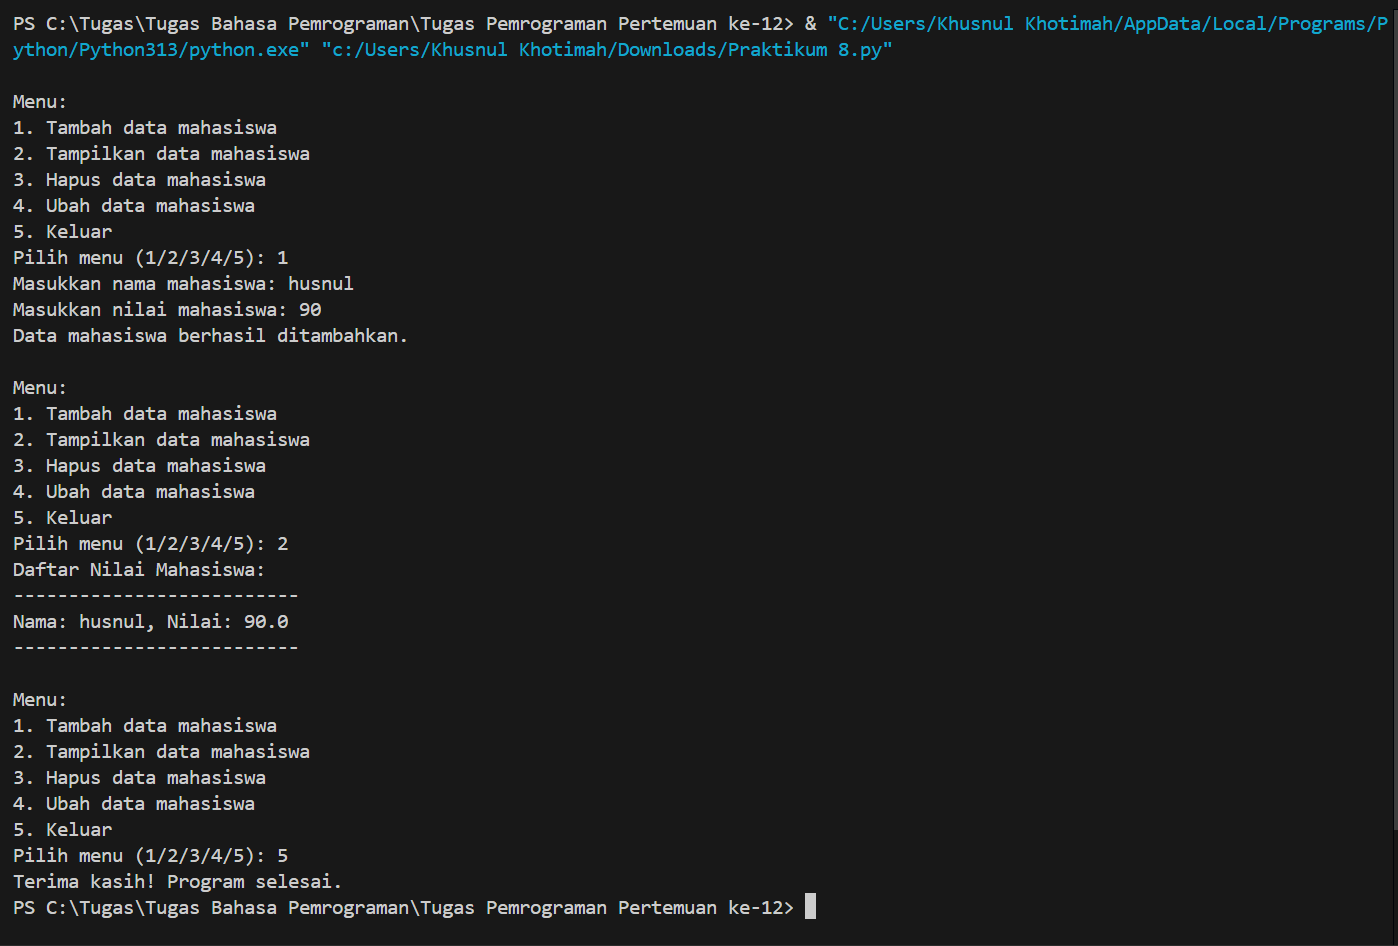 PS C:\Tugas\Tugas Bahasa Pemrograman\Tugas Pemrograman Pertemuan ke-12> & "C:/Users/Khusnul Khotimah/AppData/Local/Programs/P
ython/Python313/python.exe" "c:/Users/Khusnul Khotimah/Downloads/Praktikum 8.py"

Menu:
1. Tambah data mahasiswa
2. Tampilkan data mahasiswa
3. Hapus data mahasiswa
4. Ubah data mahasiswa
5. Keluar
Pilih menu (1/2/3/4/5): 1
Masukkan nama mahasiswa: husnul
Masukkan nilai mahasiswa: 90
Data mahasiswa berhasil ditambahkan.

Menu:
1. Tambah data mahasiswa
2. Tampilkan data mahasiswa
3. Hapus data mahasiswa
4. Ubah data mahasiswa
5. Keluar
Pilih menu (1/2/3/4/5): 2
Daftar Nilai Mahasiswa:
--------------------------
Nama: husnul, Nilai: 90.0
--------------------------

Menu:
1. Tambah data mahasiswa
2. Tampilkan data mahasiswa
3. Hapus data mahasiswa
4. Ubah data mahasiswa
5. Keluar
Pilih menu (1/2/3/4/5): 5
Terima kasih! Program selesai.
PS C:\Tugas\Tugas Bahasa Pemrograman\Tugas Pemrograman Pertemuan ke-12>